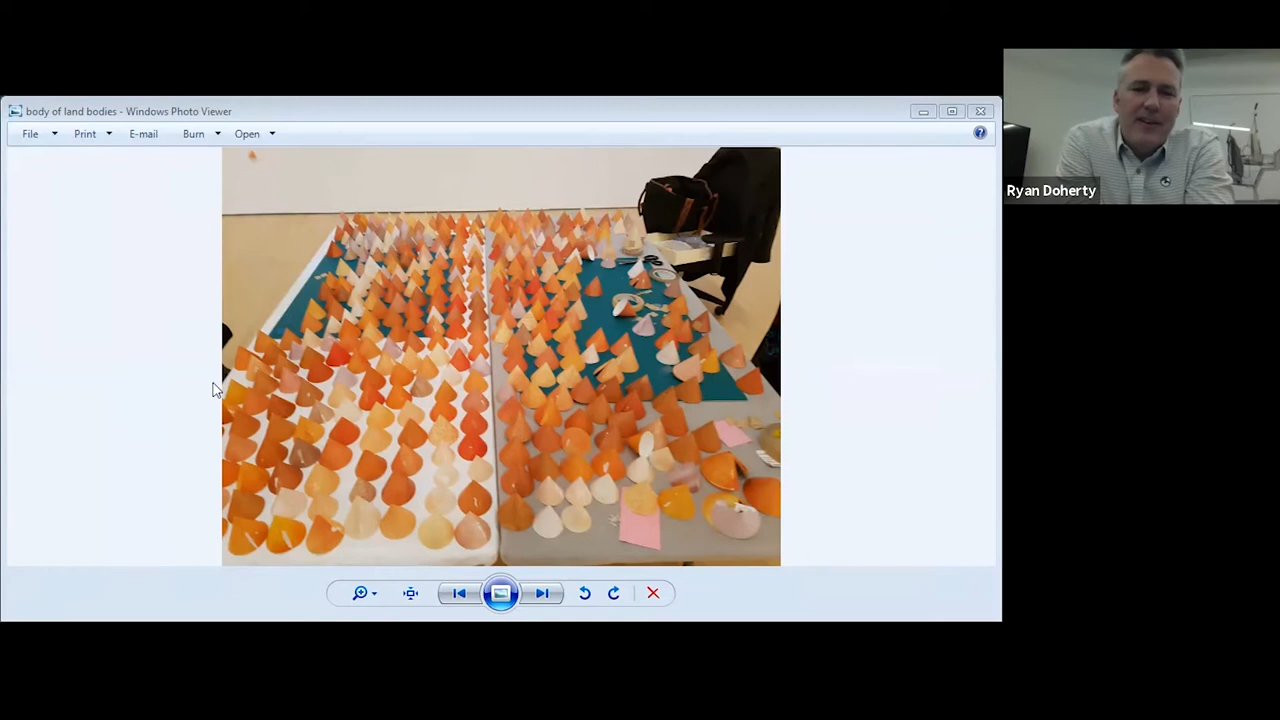 body of land bodies - Windows Photo Viewer
File Print E-mail Burn Open
Ryan Doherty